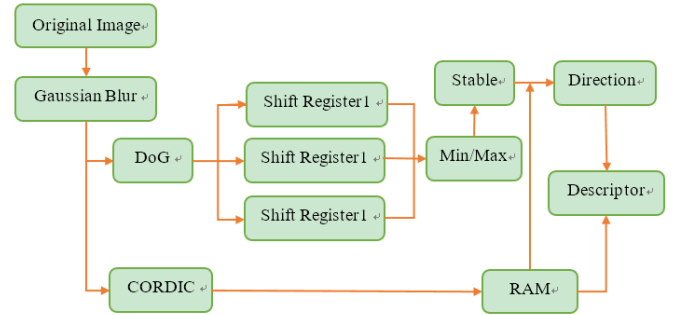 Original Image
Gaussian Blur
Stable
Direction
Shift Register1
DoG
Shift Register1
Min/Max
Shift Register1
Descriptor
CORDIC
RAM